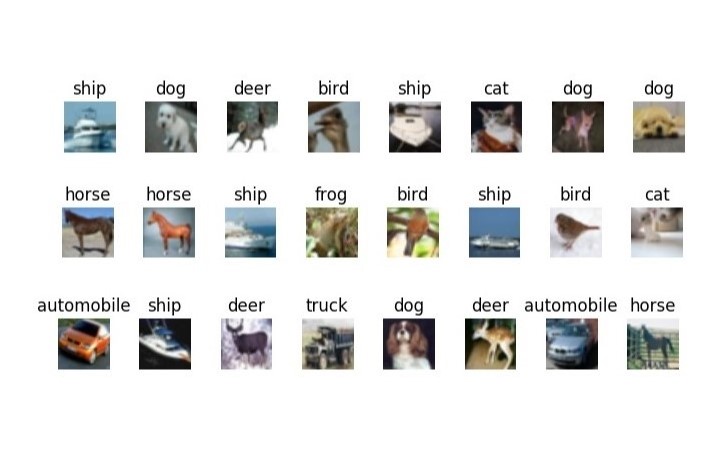 ship dog deer bird ship cat dog dog
horse horse ship frog bird ship bird cat
automobile ship deer truck dog deer automobile horse